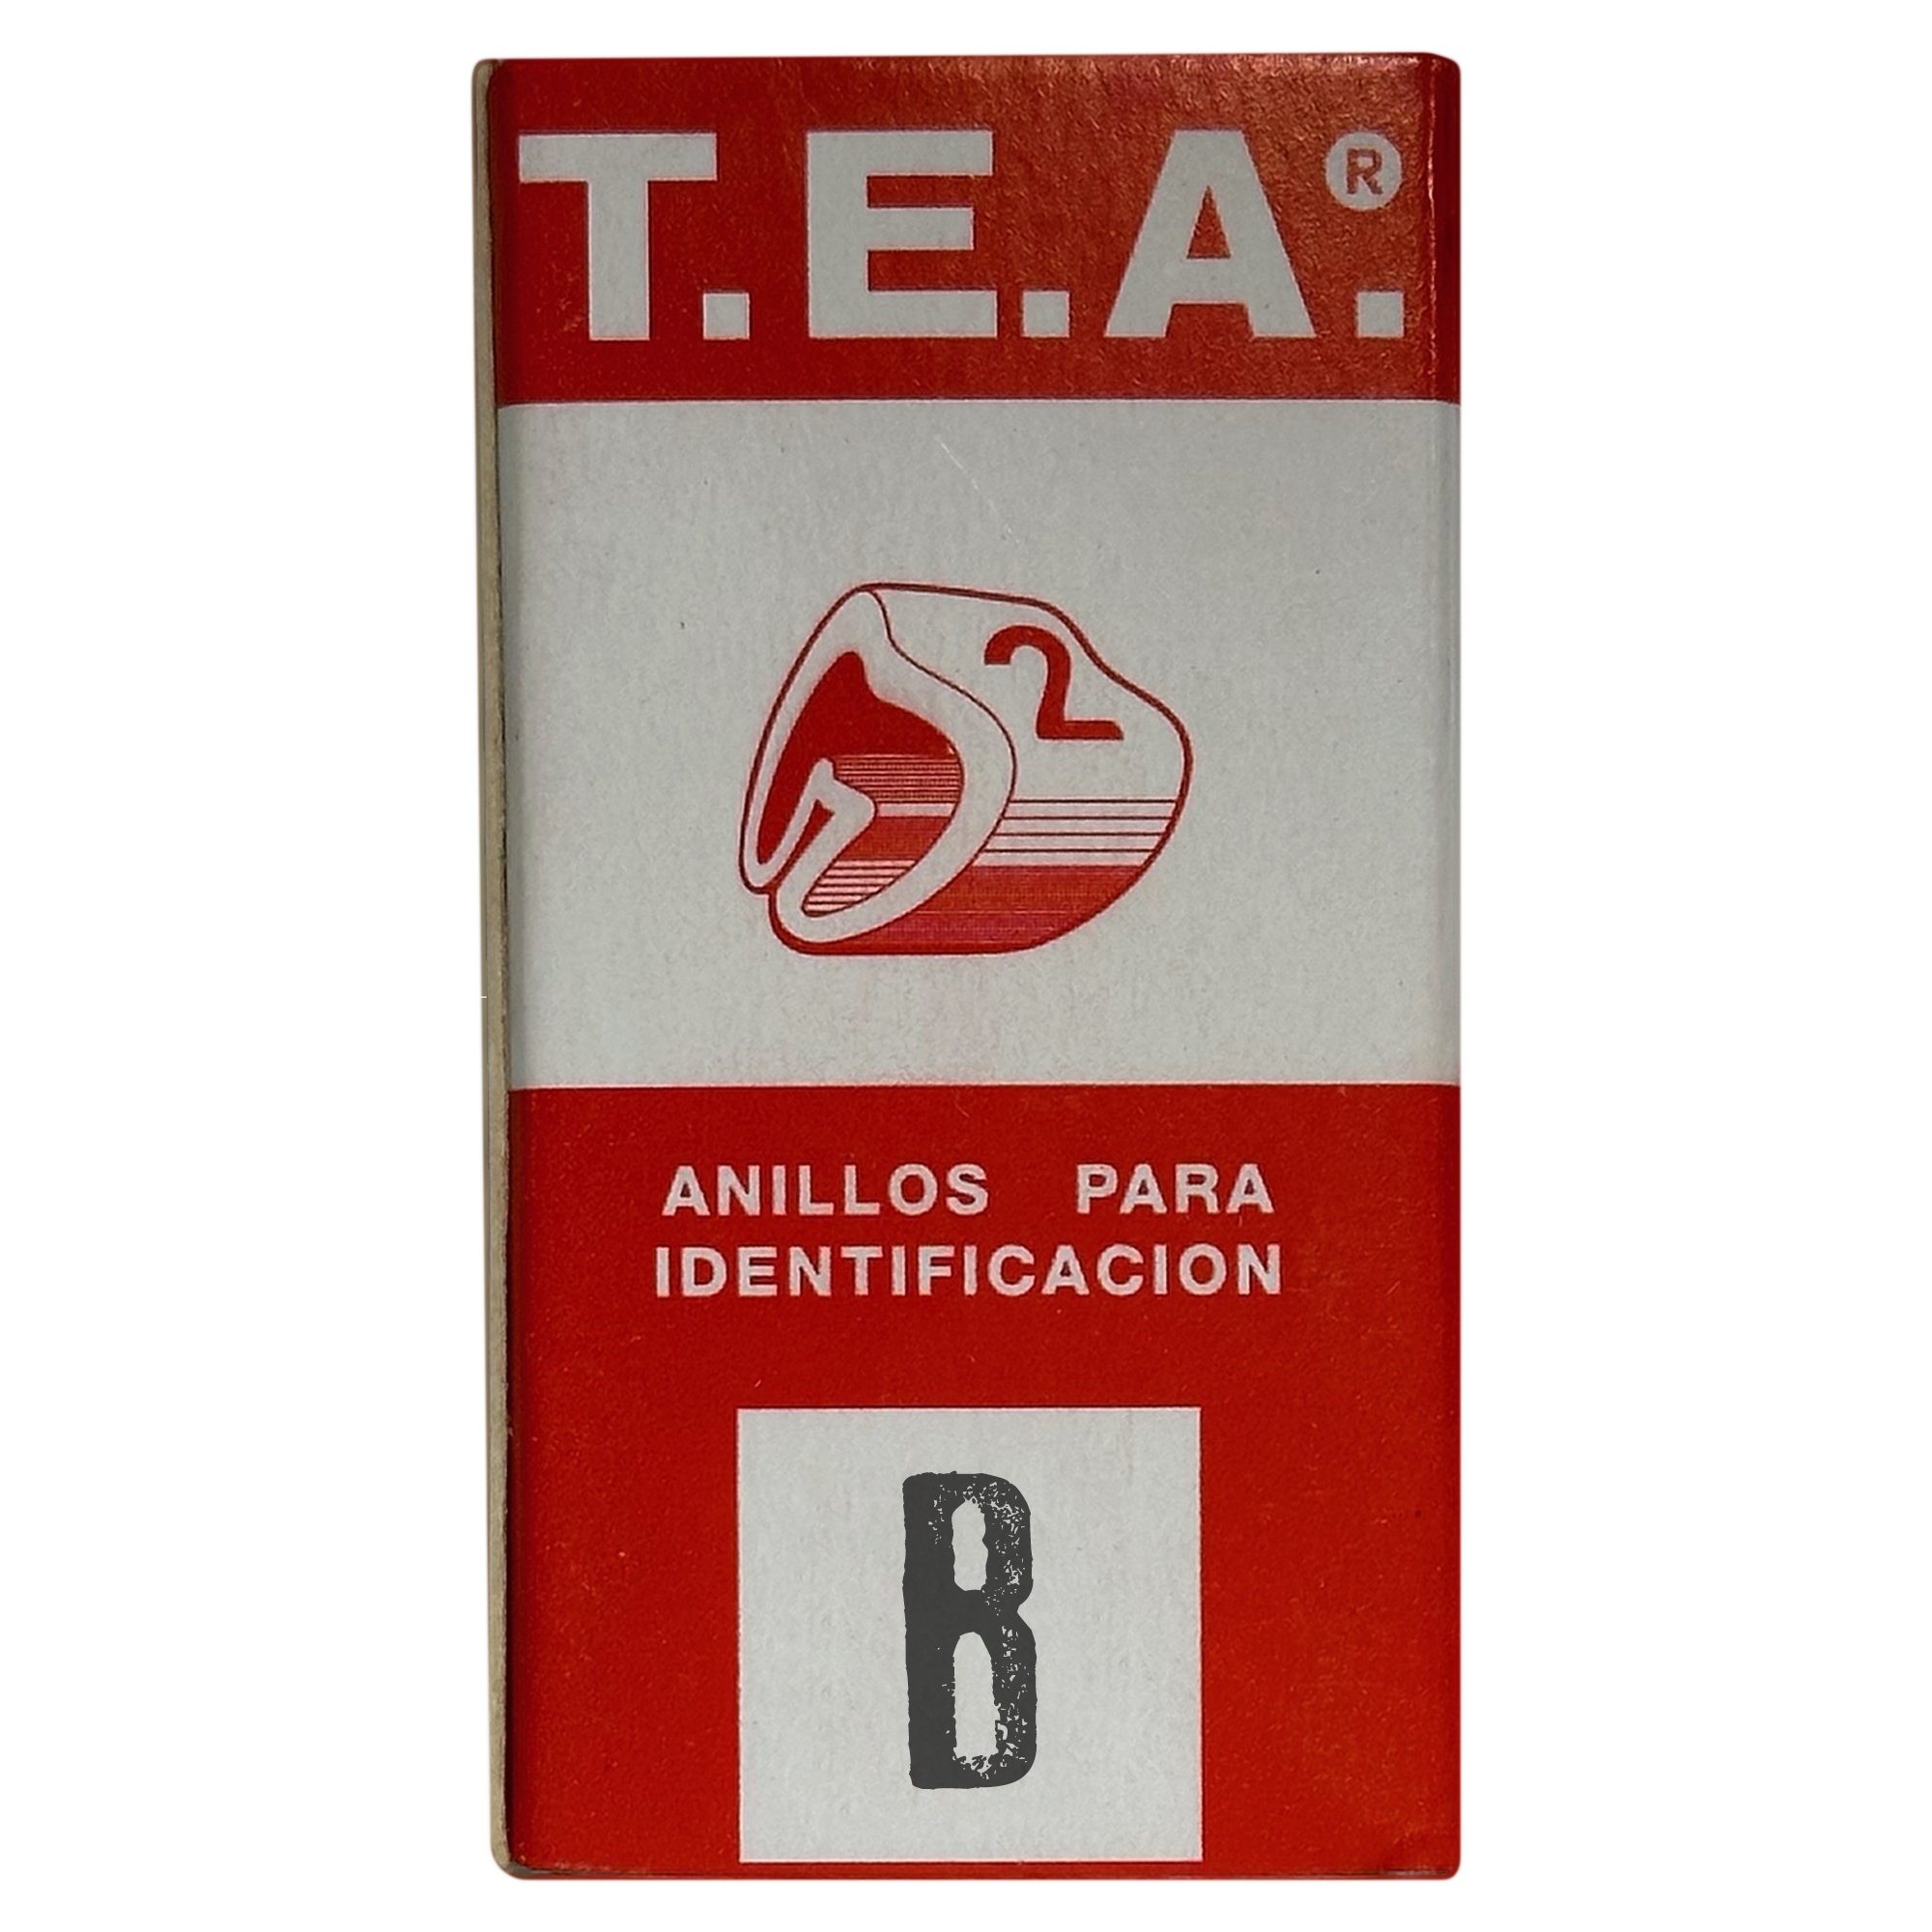 T.E.A.®
2
ANILLOS PARA
IDENTIFICACION
B